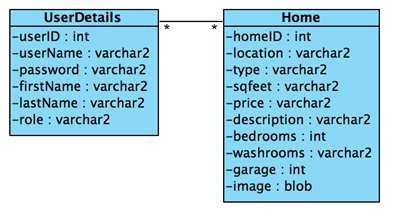 UserDetails
-userID : int
-userName : varchar2
-password : varchar2
-firstName : varchar2
-lastName : varchar2
-role : varchar2
* *
Home
-homeID : int
-location : varchar2
-type : varchar2
-sqfeet : varchar2
-price : varchar2
-description : varchar2
-bedrooms : int
-washrooms : varchar2
-garage : int
-image : blob